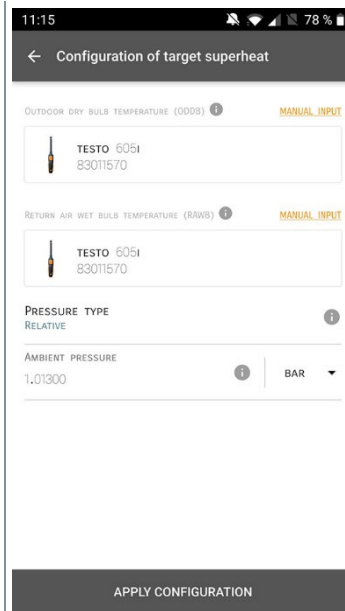 11:15 78 %
Configuration of target superheat
OUTDOOR DRY BULB TEMPERATURE (ODDB) MANUAL INPUT
TESTO 605I
83011570
RETURN AIR WET BULB TEMPERATURE (RAWB) MANUAL INPUT
TESTO 605I
83011570
PRESSURE TYPE
RELATIVE
AMBIENT PRESSURE
1.01300 BAR
APPLY CONFIGURATION